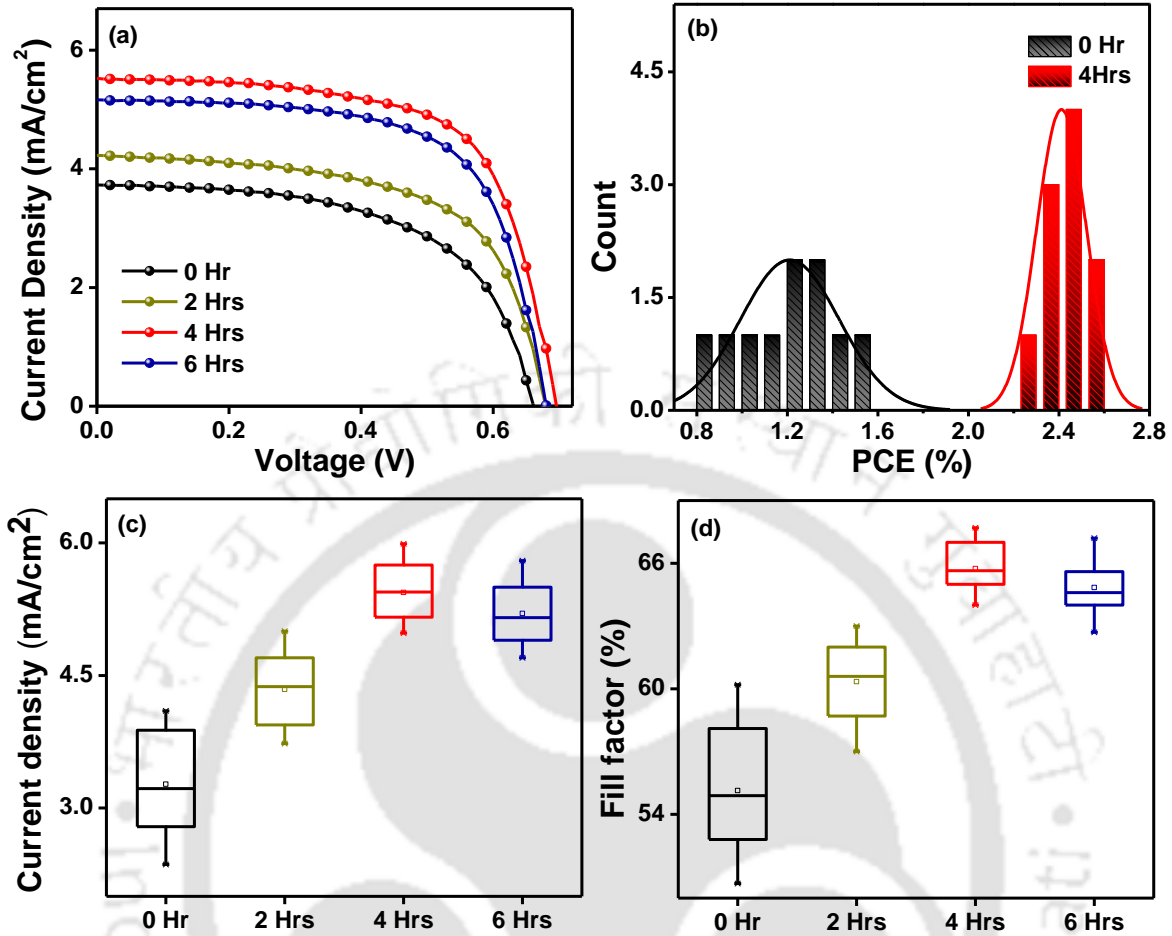 (a)
Current Density (mA/cm²)
6
4
2
0
0 Hr
2 Hrs
4 Hrs
6 Hrs
0.0 0.2 0.4 0.6
Voltage (V)
(b)
Count
4.5
3.0
1.5
0.0
0 Hr
4Hrs
0.8 1.2 1.6 2.0 2.4 2.8
PCE (%)
(c)
Current density (mA/cm²)
6.0
4.5
3.0
0 Hr 2 Hrs 4 Hrs 6 Hrs
(d)
Fill factor (%)
66
60
54
0 Hr 2 Hrs 4 Hrs 6 Hrs